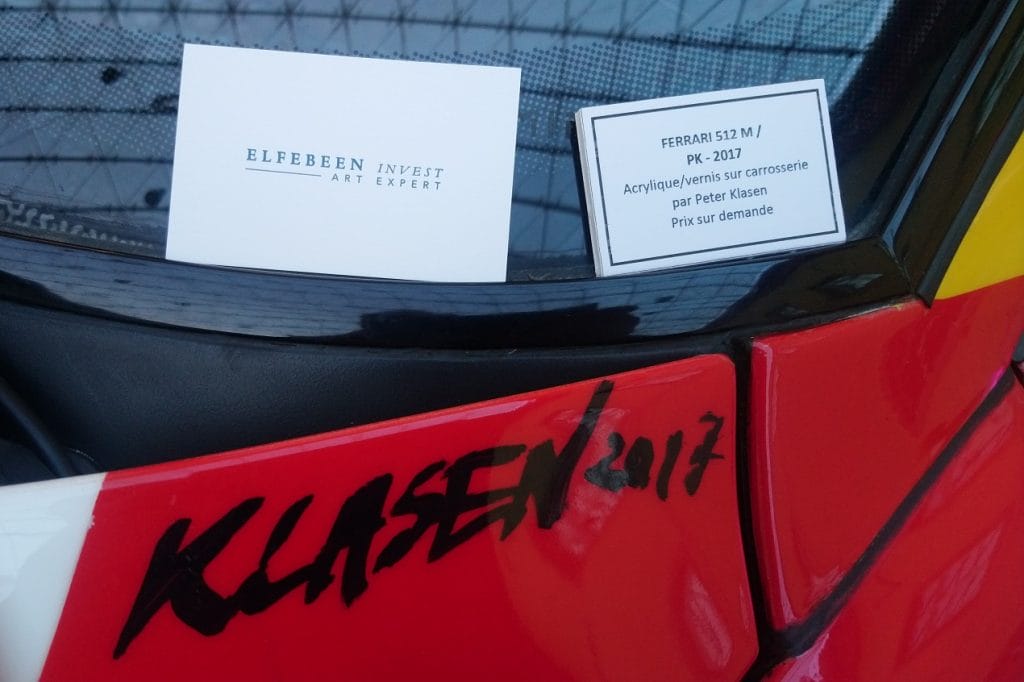 ELFEBEEN INVEST
ART EXPERT
FERRARI 512 M /
PK - 2017
Acrylique/vernis sur carrosserie
par Peter Klasen
Prix sur demande
KLASEN 2017